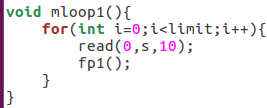 void mloop1(){
    for(int i=0;i<limit;i++){
        read(0,s,10);
        fp1();
    }
}